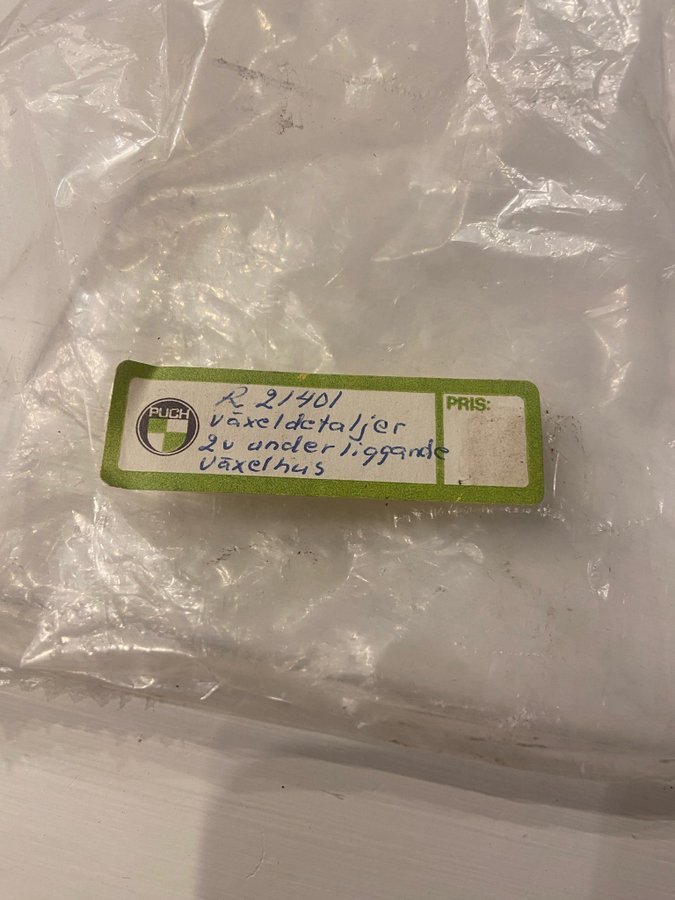 PUCH
R 21401
växeldetaljer
2v underliggande
växelhus
PRIS: